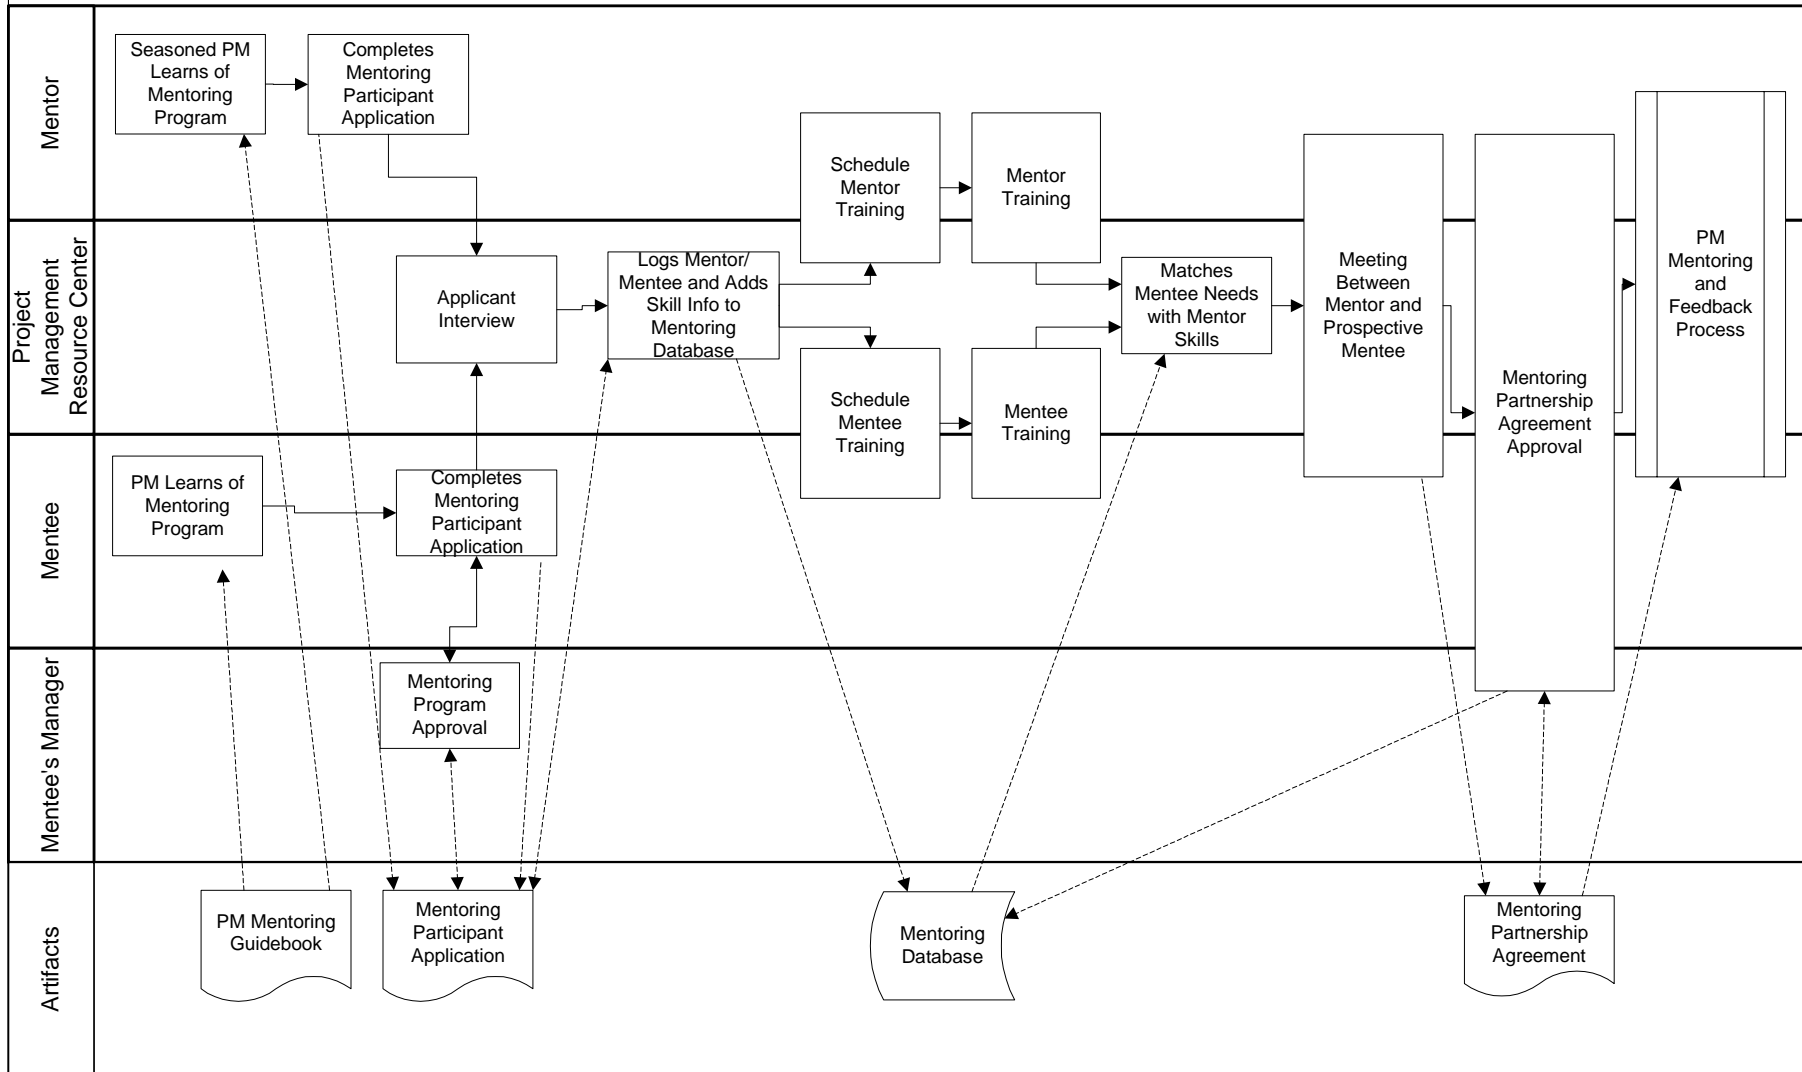 Mentor
Seasoned PM
Learns of
Mentoring
Program
Completes
Mentoring
Participant
Application
Schedule
Mentor
Training
Mentor
Training
Project
Management
Resource Center
Applicant
Interview
Logs Mentor/
Mentee and Adds
Skill Info to
Mentoring
Database
Matches
Mentee Needs
with Mentor
Skills
Meeting
Between
Mentor and
Prospective
Mentee
Mentoring
Partnership
Agreement
Approval
PM
Mentoring
and
Feedback
Process
Schedule
Mentee
Training
Mentee
Training
Mentee
PM Learns of
Mentoring
Program
Completes
Mentoring
Participant
Application
Mentee's Manager
Mentoring
Program
Approval
Artifacts
PM Mentoring
Guidebook
Mentoring
Participant
Application
Mentoring
Database
Mentoring
Partnership
Agreement